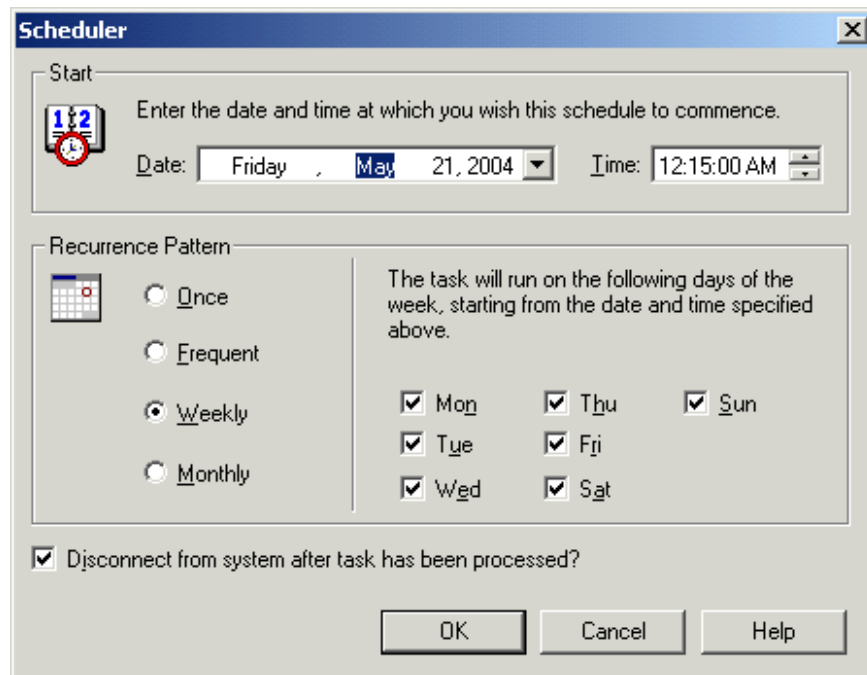 Scheduler
Start
12
Enter the date and time at which you wish this schedule to commence.
Date: Friday , May 21, 2004 Time: 12:15:00 AM
Recurrence Pattern
Once
Frequent
Weekly
Monthly
The task will run on the following days of the
week, starting from the date and time specified
above.
Mon Thu Sun
Tue Fri
Wed Sat
Disconnect from system after task has been processed?
OK Cancel Help